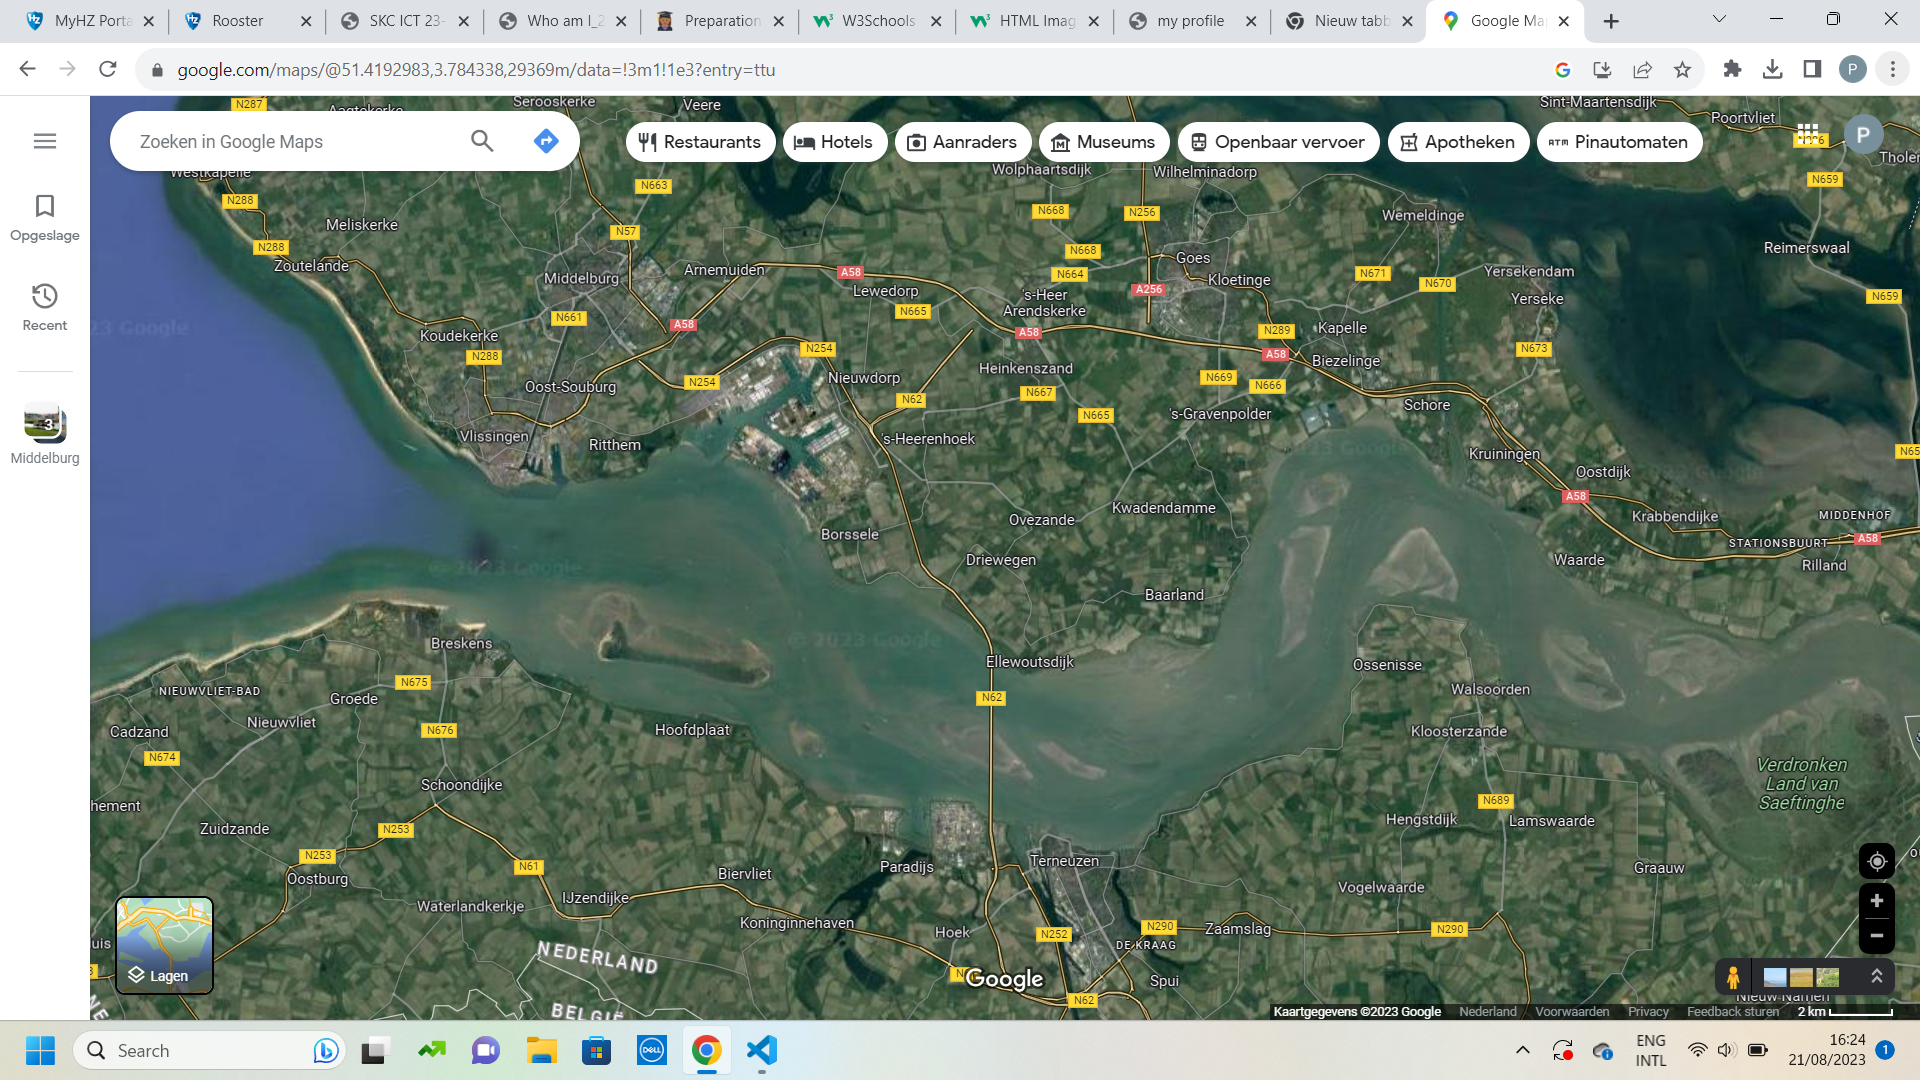 MyHZ Porta
Rooster
SKC ICT 23-
Who am I_2
Preparation
W3Schools
HTML Imag
my profile
Nieuw tabb
Google Ma
google.com/maps/@51.4192983,3.784338,29369m/data=!3m1!1e3?entry=ttu
P
Zoeken in Google Maps
Restaurants
Hotels
Aanraders
Museums
Openbaar vervoer
Apotheken
ATM Pinautomaten
P
Opgeslage
Recent
3
Middelburg
N287
Aagtekerke
Serooskerke
Veere
Sint-Maartensdijk
Poortvliet
Tholen
Westkapelle
N663
Wolphaartsdijk
Wilhelminadorp
N659
N288
Meliskerke
N57
N668
N256
Wemeldinge
N288
Zoutelande
Middelburg
Arnemuiden
A58
N668
N664
Goes
Kloetinge
N671
N670
Yersekendam
Reimerswaal
Lewedorp
's-Heer
Arendskerke
A256
Yerseke
N659
N661
A58
N665
A58
N289
Kapelle
Koudekerke
N288
N254
A58
Biezelinge
N673
Oost-Souburg
N254
Nieuwdorp
Heinkenszand
N669
N666
N62
N667
N665
's-Gravenpolder
Schore
Vlissingen
Ritthem
's-Heerenhoek
Kruiningen
N65
Oostdijk
A58
Kwadendamme
Krabbendijke
MIDDENHOF
Borssele
Ovezande
STATIONSBUURT
A58
Driewegen
Waarde
Rilland
© 2023 Google
Baarland
© 2023 Google
Breskens
Ellewoutsdijk
Ossenisse
NIEUWVLIET-BAD
N675
Groede
N62
Walsoorden
Nieuwvliet
Cadzand
N676
Hoofdplaat
Kloosterzande
N674
Verdronken
Land van
Saeftinghe
Schoondijke
hement
N689
Zuidzande
N253
Hengstdijk
Lamswaarde
N253
N61
Paradijs
Terneuzen
Graauw
Oostburg
Biervliet
Vogelwaarde
IJzendijke
Waterlandkerkje
Koninginnehaven
N290
Zaamslag
N290
uis
Hoek
N252
DE KRAAG
NEDERLAND
BELGIË
Lagen
Google
Spui
N62
Nieuw-Namen
Kaartgegevens ©2023 Google
Nederland
Voorwaarden
Privacy
Feedback sturen
2 km
Search
DELL
ENG
INTL
16:24
21/08/2023
1